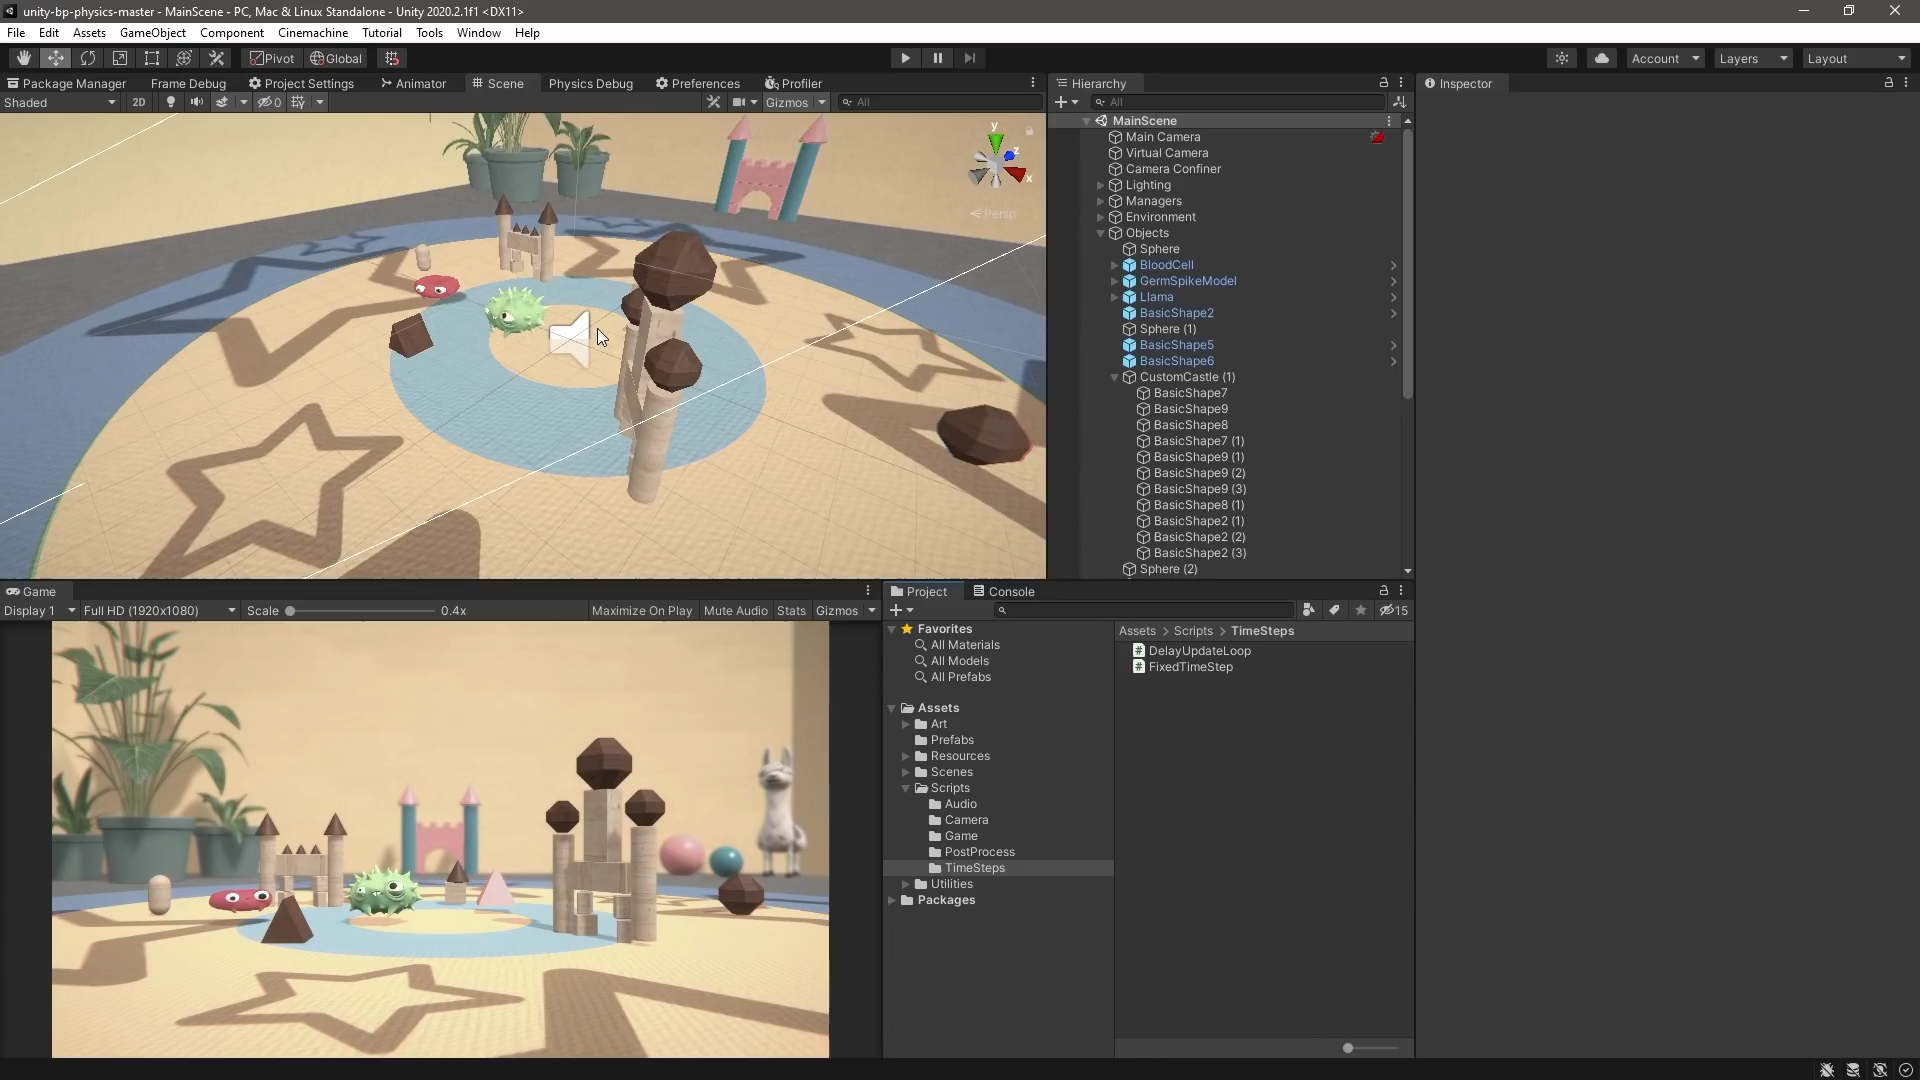 unity-bp-physics-master - MainScene - PC, Mac & Linux Standalone - Unity 2020.2.1f1 <DX11>
File Edit Assets GameObject Component Cinemachine Tutorial Tools Window Help
Pivot Global Account Layers Layout
Package Manager Frame Debug Project Settings Animator Scene Physics Debug Preferences Profiler
Shaded 2D 0 Gizmos All
y
z
x
Persp
Hierarchy
All
MainScene
Main Camera
Virtual Camera
Camera Confiner
Lighting
Managers
Environment
Objects
Sphere
BloodCell
GermSpikeModel
Llama
BasicShape2
Sphere (1)
BasicShape5
BasicShape6
CustomCastle (1)
BasicShape7
BasicShape9
BasicShape8
BasicShape7 (1)
BasicShape9 (1)
BasicShape9 (2)
BasicShape9 (3)
BasicShape8 (1)
BasicShape2 (1)
BasicShape2 (2)
BasicShape2 (3)
Sphere (2)
Inspector
Game
Display 1 Full HD (1920x1080) Scale 0.4x Maximize On Play Mute Audio Stats Gizmos
Project Console
15
Favorites
All Materials
All Models
All Prefabs
Assets
Art
Prefabs
Resources
Scenes
Scripts
Audio
Camera
Game
PostProcess
TimeSteps
Utilities
Packages
Assets > Scripts > TimeSteps
DelayUpdateLoop
FixedTimeStep